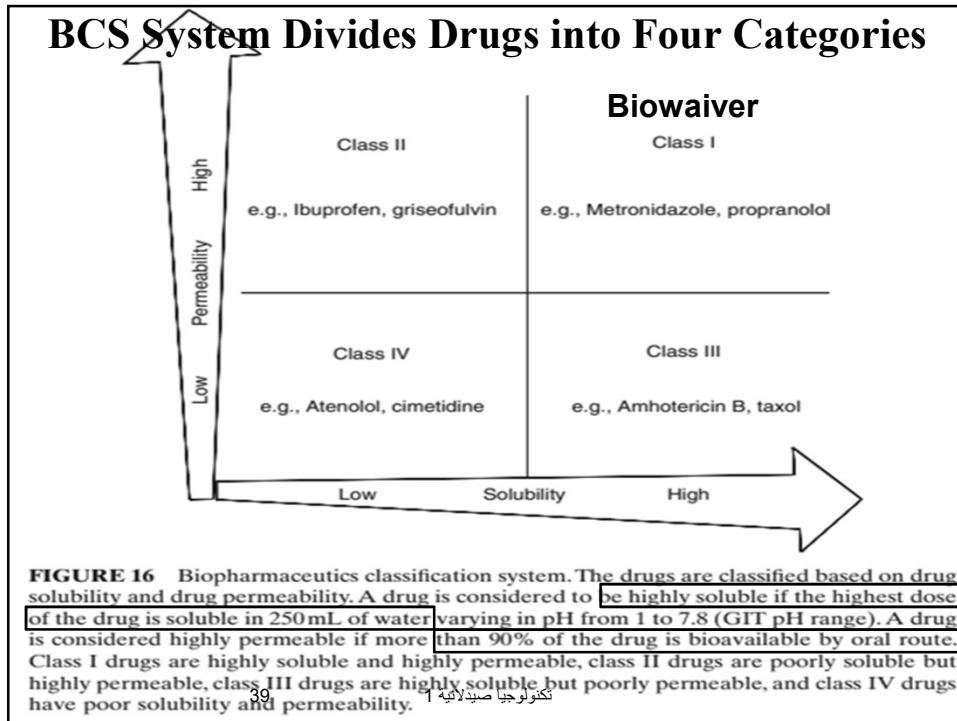 BCS System Divides Drugs into Four Categories
Biowaiver
Class II
Class I
e.g., Ibuprofen, griseofulvin
e.g., Metronidazole, propranolol
High
Permeability
Low
Class IV
Class III
e.g., Atenolol, cimetidine
e.g., Amhotericin B, taxol
Low Solubility High
FIGURE 16 Biopharmaceutics classification system. The drugs are classified based on drug
solubility and drug permeability. A drug is considered to be highly soluble if the highest dose
of the drug is soluble in 250 mL of water varying in pH from 1 to 7.8 (GIT pH range). A drug
is considered highly permeable if more than 90% of the drug is bioavailable by oral route.
Class I drugs are highly soluble and highly permeable, class II drugs are poorly soluble but
highly permeable, class III drugs are highly soluble but poorly permeable, and class IV drugs
have poor solubility and permeability.
39
تكنولوجيا صيدلانية 1